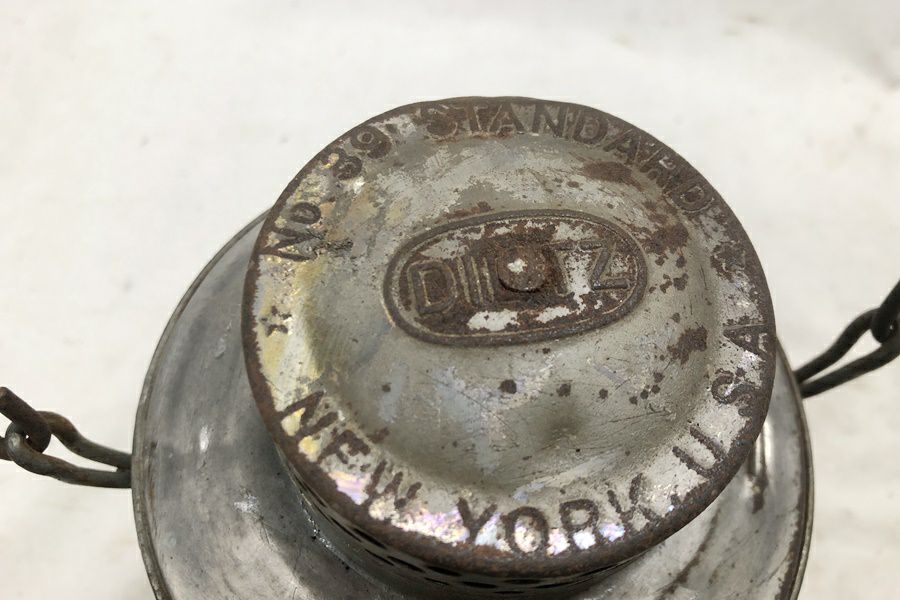 No 39 STANDARD
DIETZ
NEW YORK U.S.A